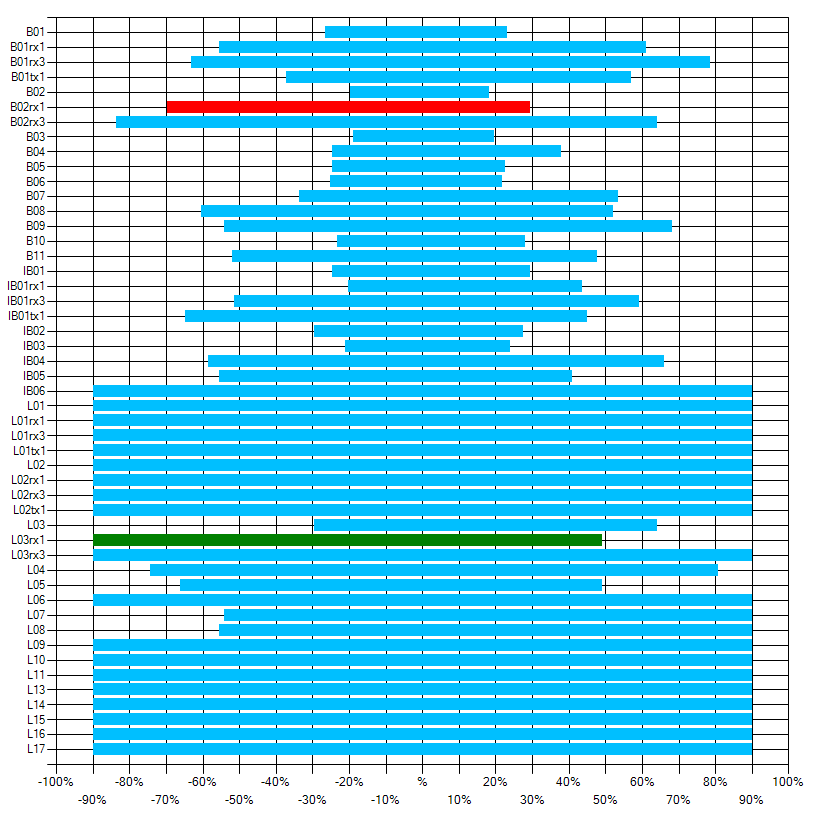 B01
B01rx1
B01rx3
B01tx1
B02
B02rx1
B02rx3
B03
B04
B05
B06
B07
B08
B09
B10
B11
IB01
IB01rx1
IB01rx3
IB01tx1
IB02
IB03
IB04
IB05
IB06
L01
L01rx1
L01rx3
L01tx1
L02
L02rx1
L02rx3
L02tx1
L03
L03rx1
L03rx3
L04
L05
L06
L07
L08
L09
L10
L11
L13
L14
L15
L16
L17
-100% -80% -60% -40% -20% % 20% 40% 60% 80% 100%
-90% -70% -50% -30% -10% 10% 30% 50% 70% 90%